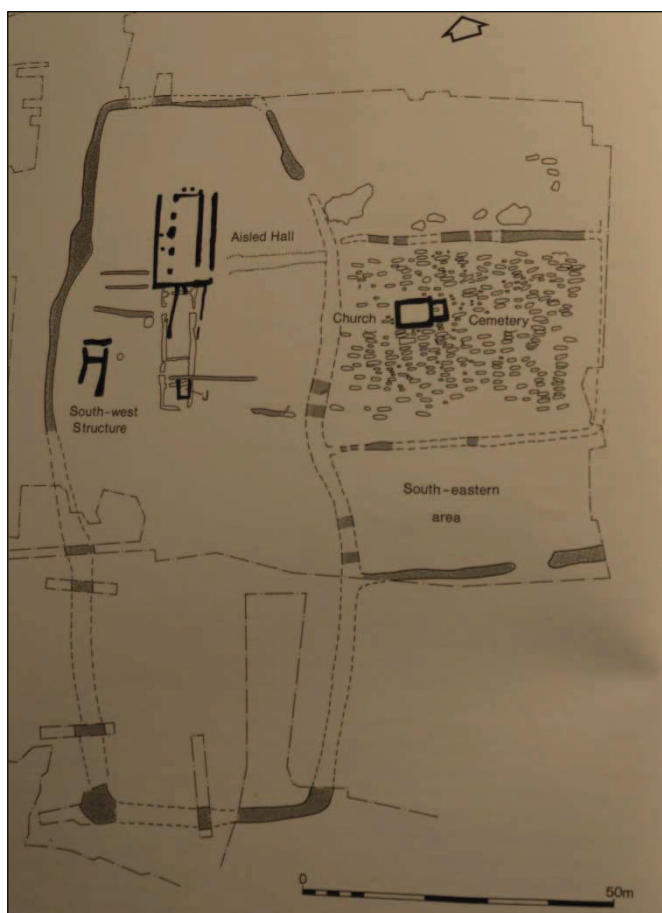 Aisled Hall
Church
Cemetery
South-west
Structure
South-eastern
area
0
50m